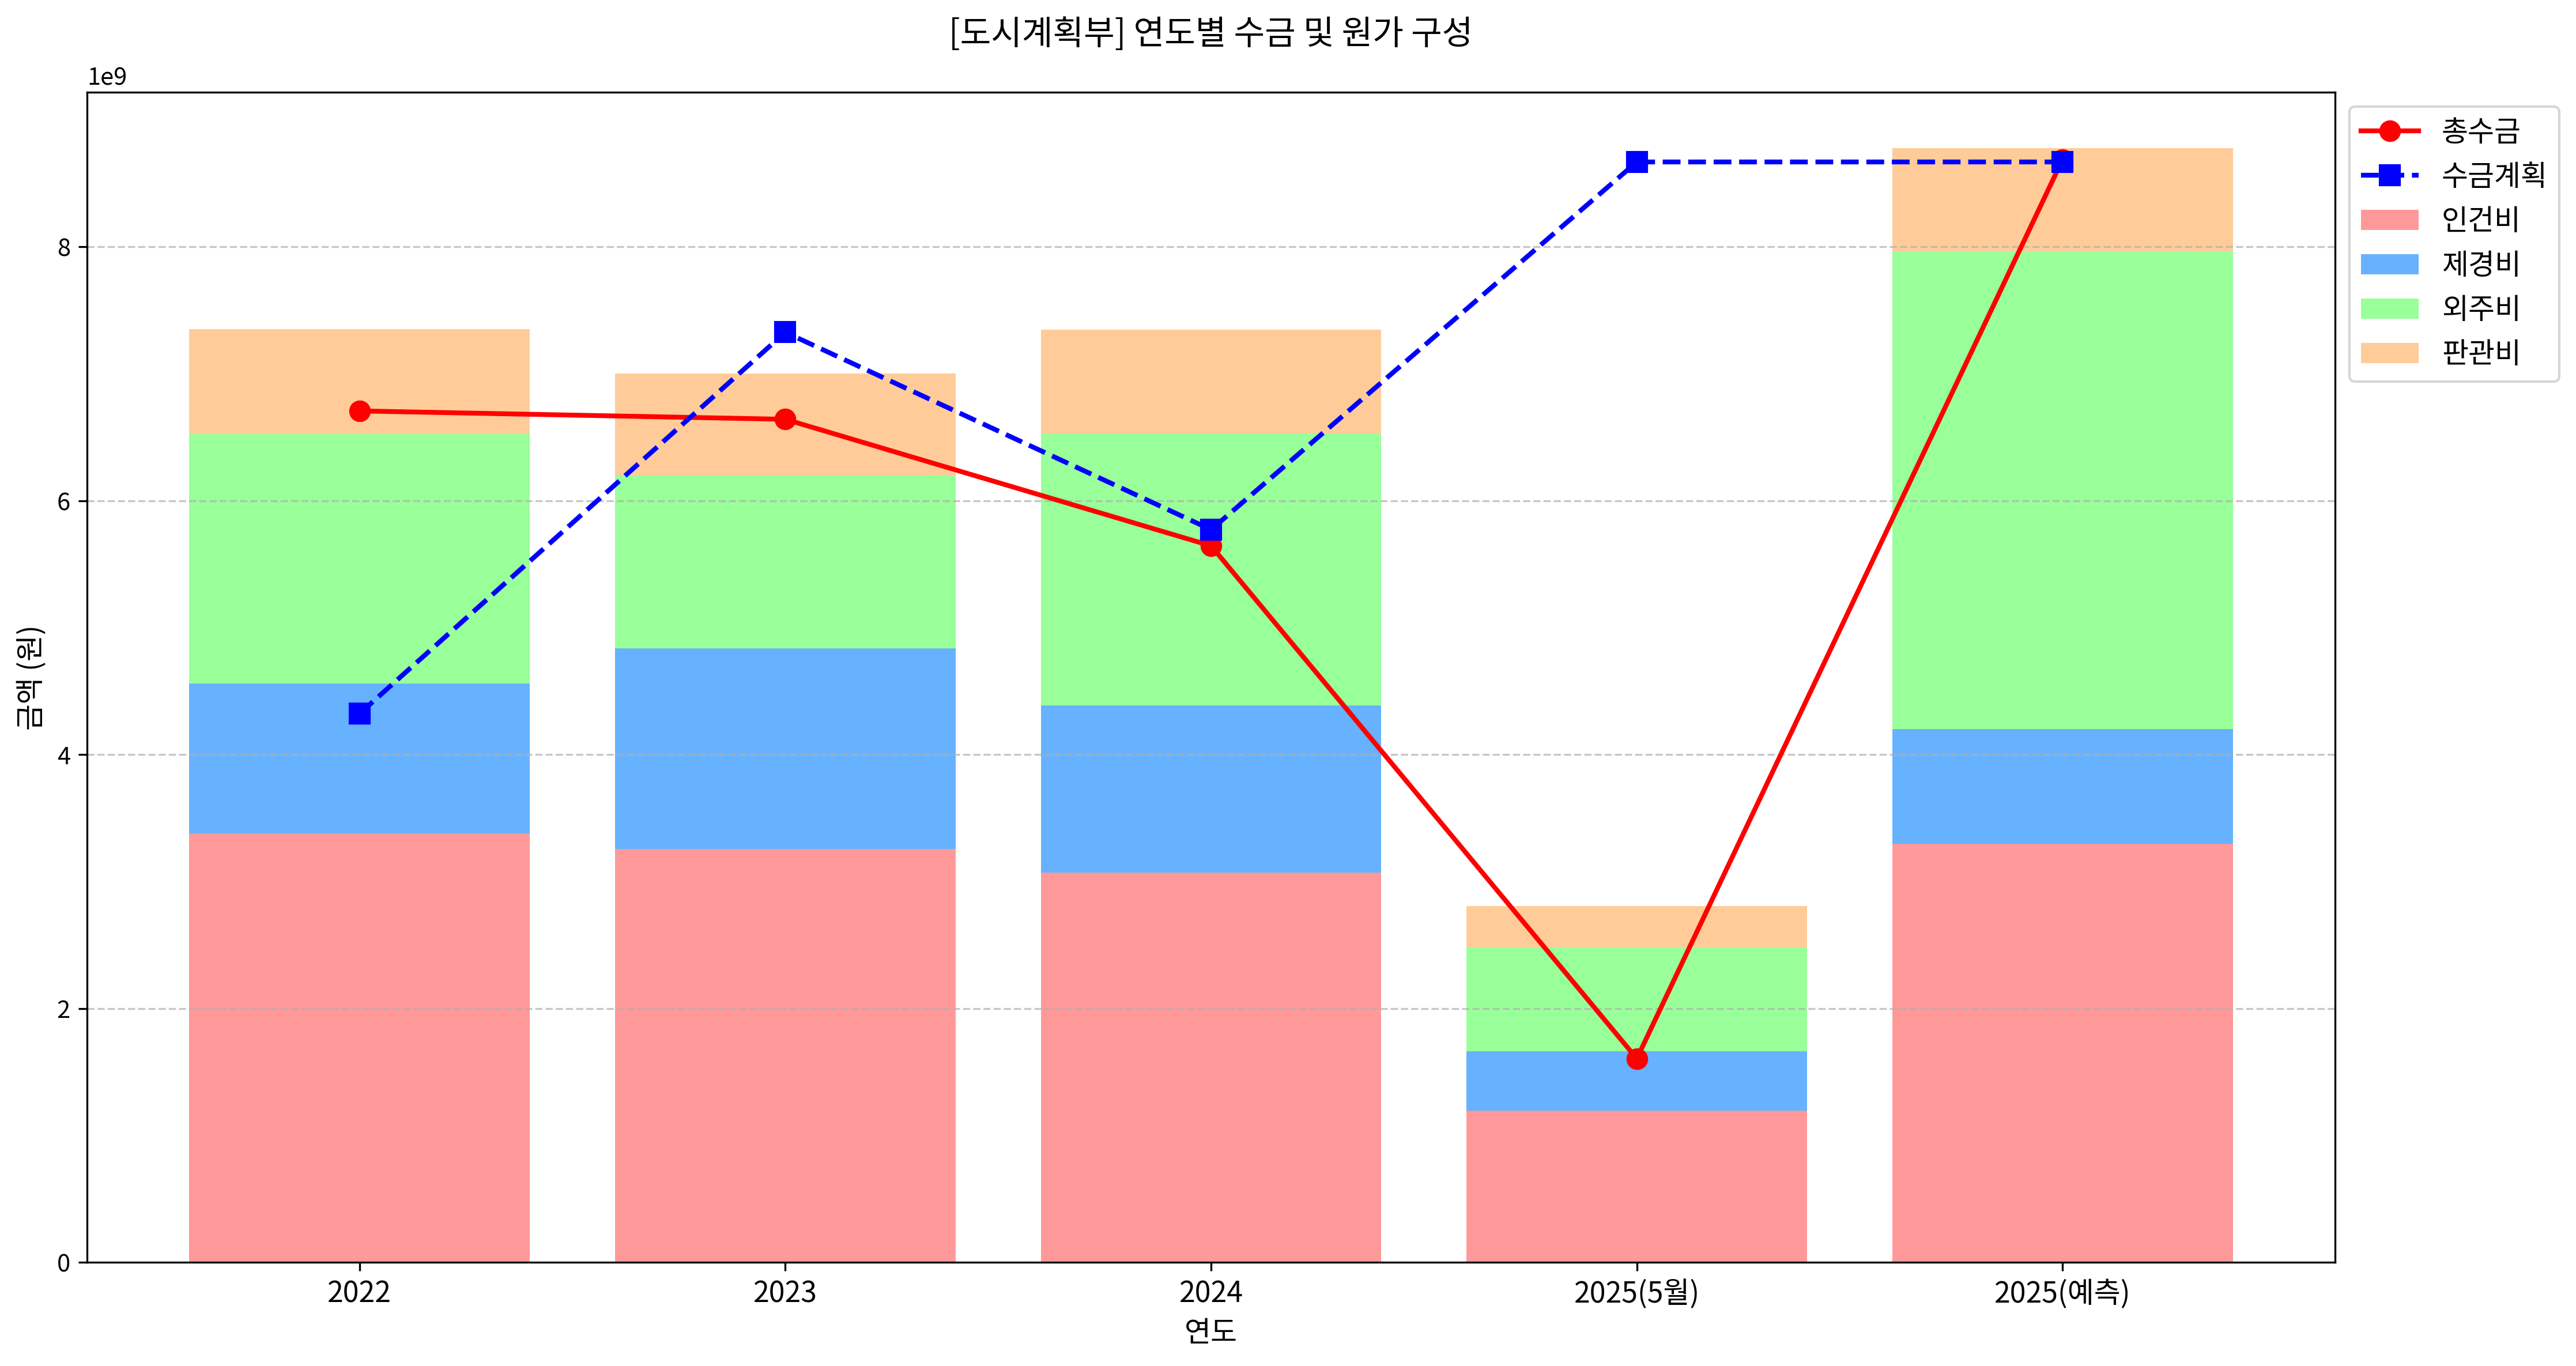 [도시계획부] 연도별 수금 및 원가 구성
1e9
총수금
수금계획
인건비
제경비
외주비
판관비
8
6
4
2
0
금액 (원)
2022
2023
2024
2025(5월)
2025(예측)
연도